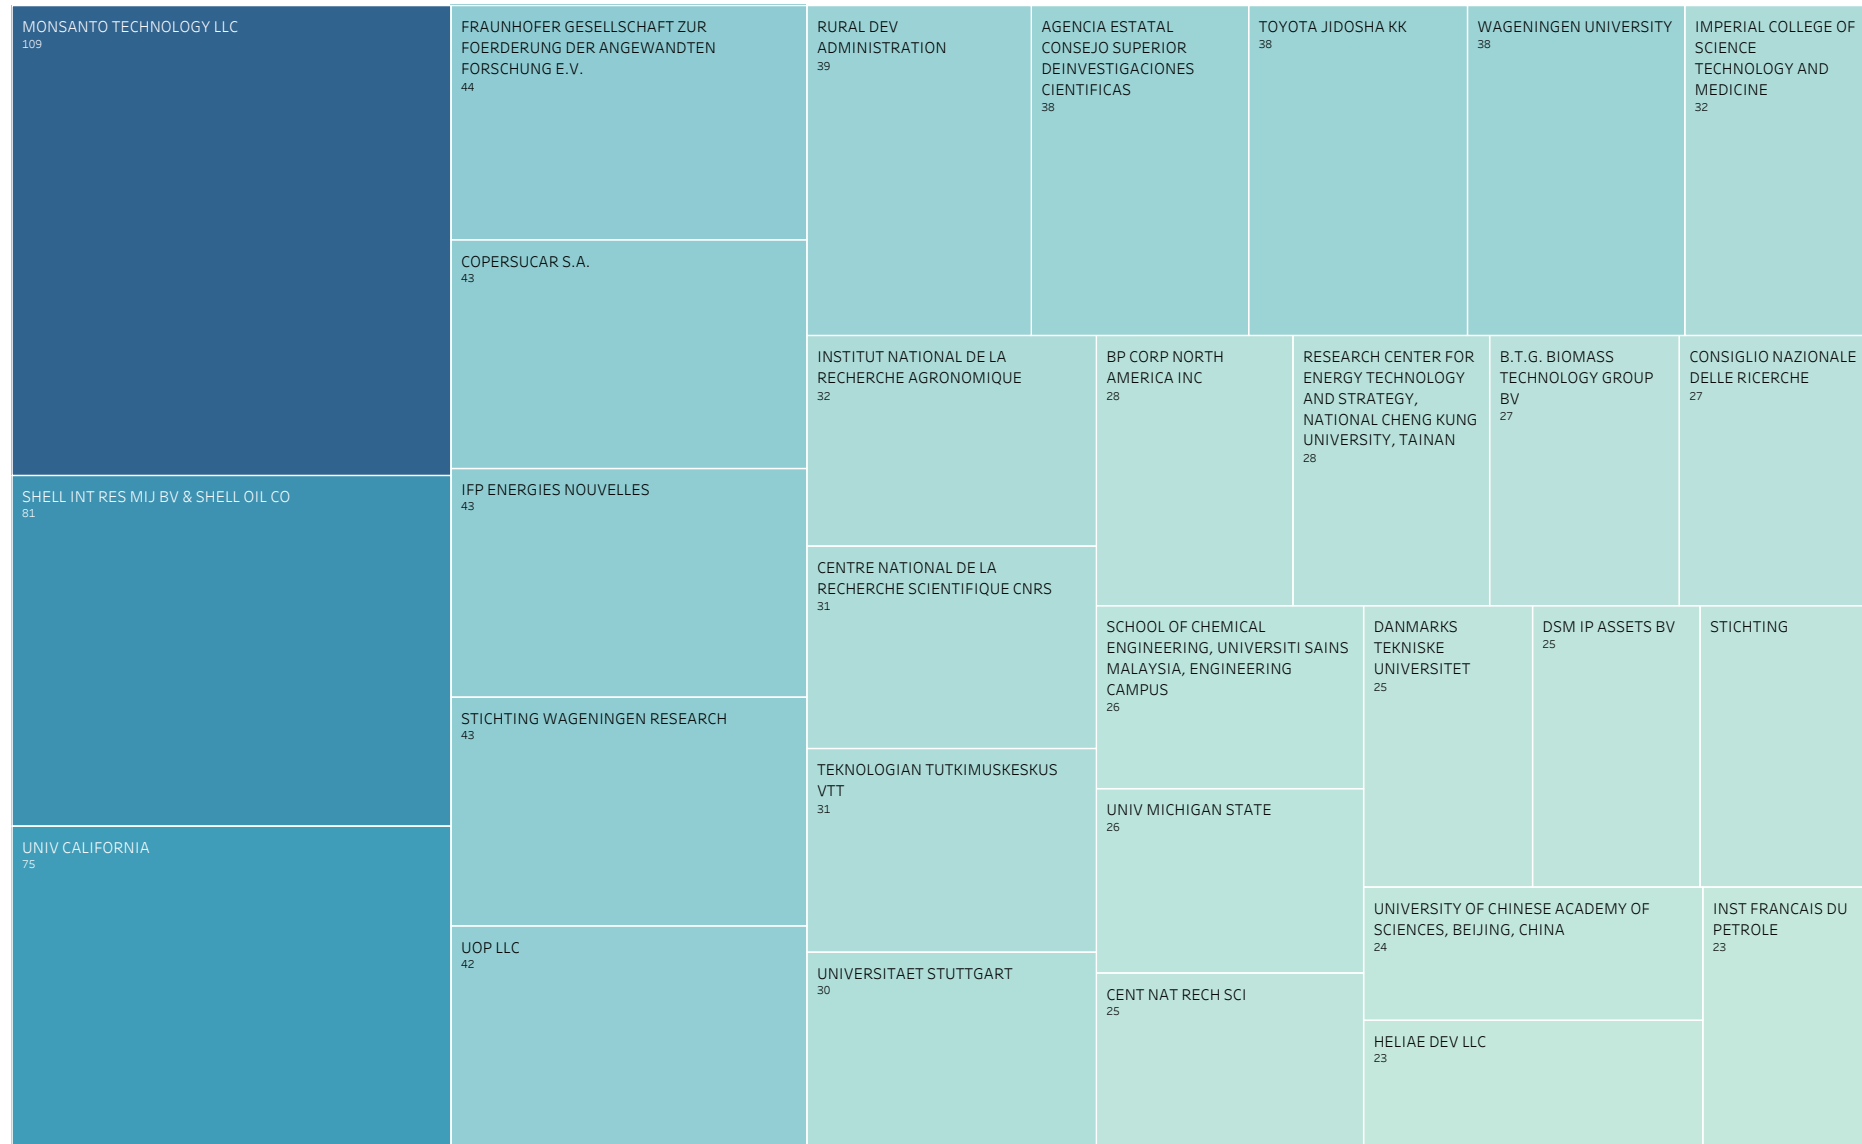 MONSANTO TECHNOLOGY LLC
109
SHELL INT RES MIJ BV & SHELL OIL CO
81
UNIV CALIFORNIA
75
FRAUNHOFER GESELLSCHAFT ZUR
FOERDERUNG DER ANGEWANDTEN
FORSCHUNG E.V.
44
COPERSUCAR S.A.
43
IFP ENERGIES NOUVELLES
43
STICHTING WAGENINGEN RESEARCH
43
UOP LLC
42
RURAL DEV
ADMINISTRATION
39
AGENCIA ESTATAL
CONSEJO SUPERIOR
DEINVESTIGACIONES
CIENTIFICAS
38
TOYOTA JIDOSHA KK
38
WAGENINGEN UNIVERSITY
38
IMPERIAL COLLEGE OF
SCIENCE
TECHNOLOGY AND
MEDICINE
32
INSTITUT NATIONAL DE LA
RECHERCHE AGRONOMIQUE
32
CENTRE NATIONAL DE LA
RECHERCHE SCIENTIFIQUE CNRS
31
TEKNOLOGIAN TUTKIMUSKESKUS
VTT
31
UNIVERSITAET STUTTGART
30
BP CORP NORTH
AMERICA INC
28
RESEARCH CENTER FOR
ENERGY TECHNOLOGY
AND STRATEGY,
NATIONAL CHENG KUNG
UNIVERSITY, TAINAN
28
B.T.G. BIOMASS
TECHNOLOGY GROUP
BV
27
CONSIGLIO NAZIONALE
DELLE RICERCHE
27
SCHOOL OF CHEMICAL
ENGINEERING, UNIVERSITI SAINS
MALAYSIA, ENGINEERING
CAMPUS
26
UNIV MICHIGAN STATE
26
CENT NAT RECH SCI
25
DANMARKS
TEKNISKE
UNIVERSITET
25
DSM IP ASSETS BV
25
STICHTING
UNIVERSITY OF CHINESE ACADEMY OF
SCIENCES, BEIJING, CHINA
24
HELIAE DEV LLC
23
INST FRANCAIS DU
PETROLE
23